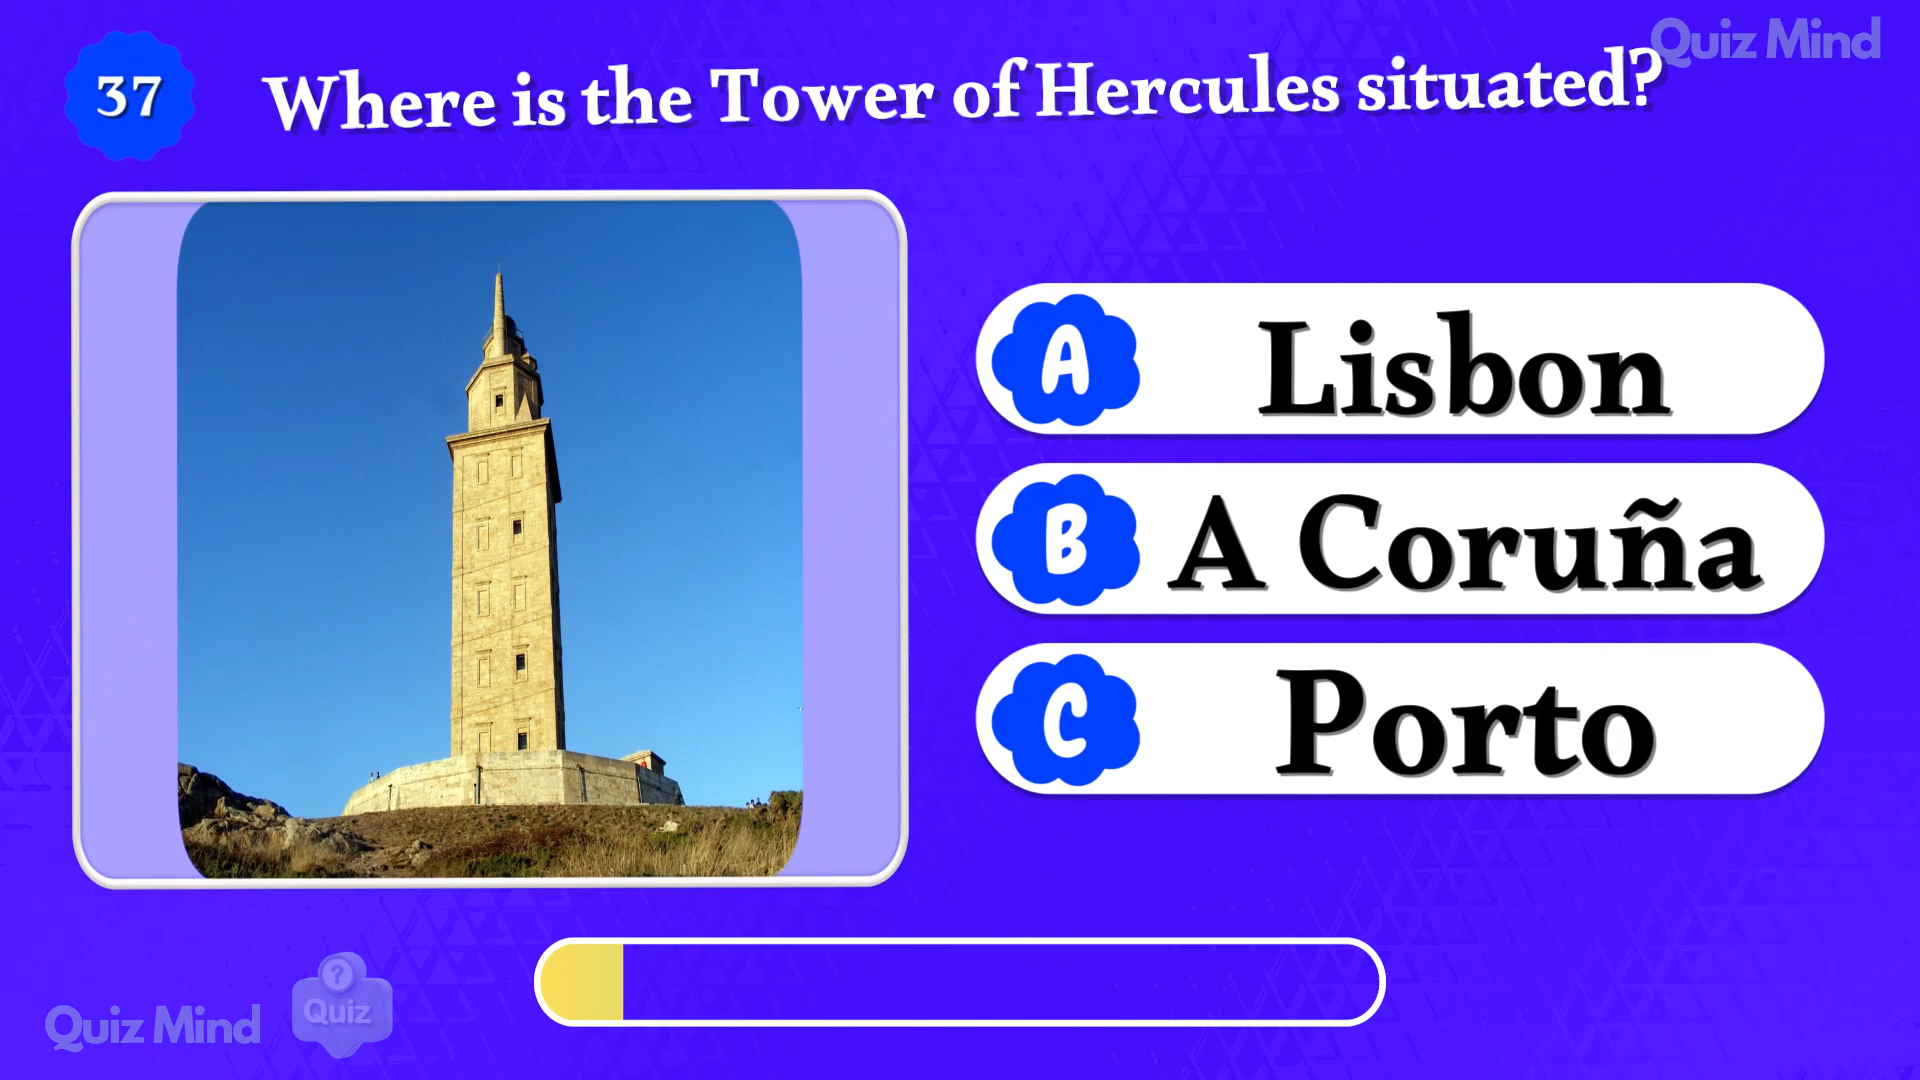 37
Where is the Tower of Hercules situated?
Quiz Mind
A Lisbon
B A Coruña
C Porto
Quiz Mind
?
Quiz